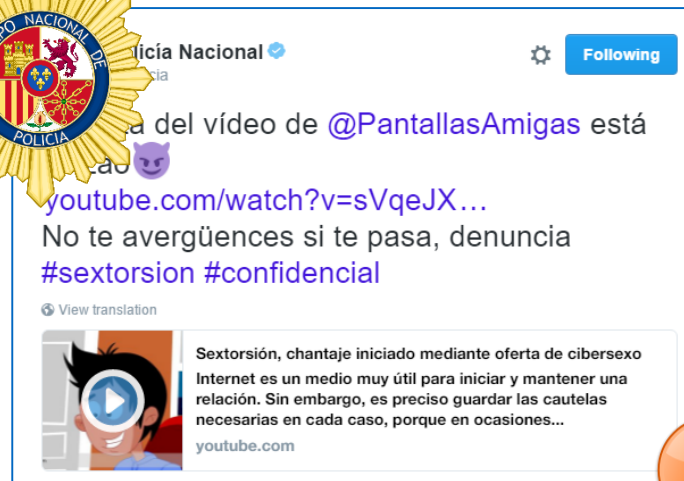 NACIONAL DE
POLICIA
icía Nacional
cia
Following
del vídeo de @PantallasAmigas está
youtube.com/watch?v=sVqeJX…
No te avergüences si te pasa, denuncia
#sextorsion #confidencial
View translation
Sextorsión, chantaje iniciado mediante oferta de cibersexo
Internet es un medio muy útil para iniciar y mantener una
relación. Sin embargo, es preciso guardar las cautelas
necesarias en cada caso, porque en ocasiones...
youtube.com